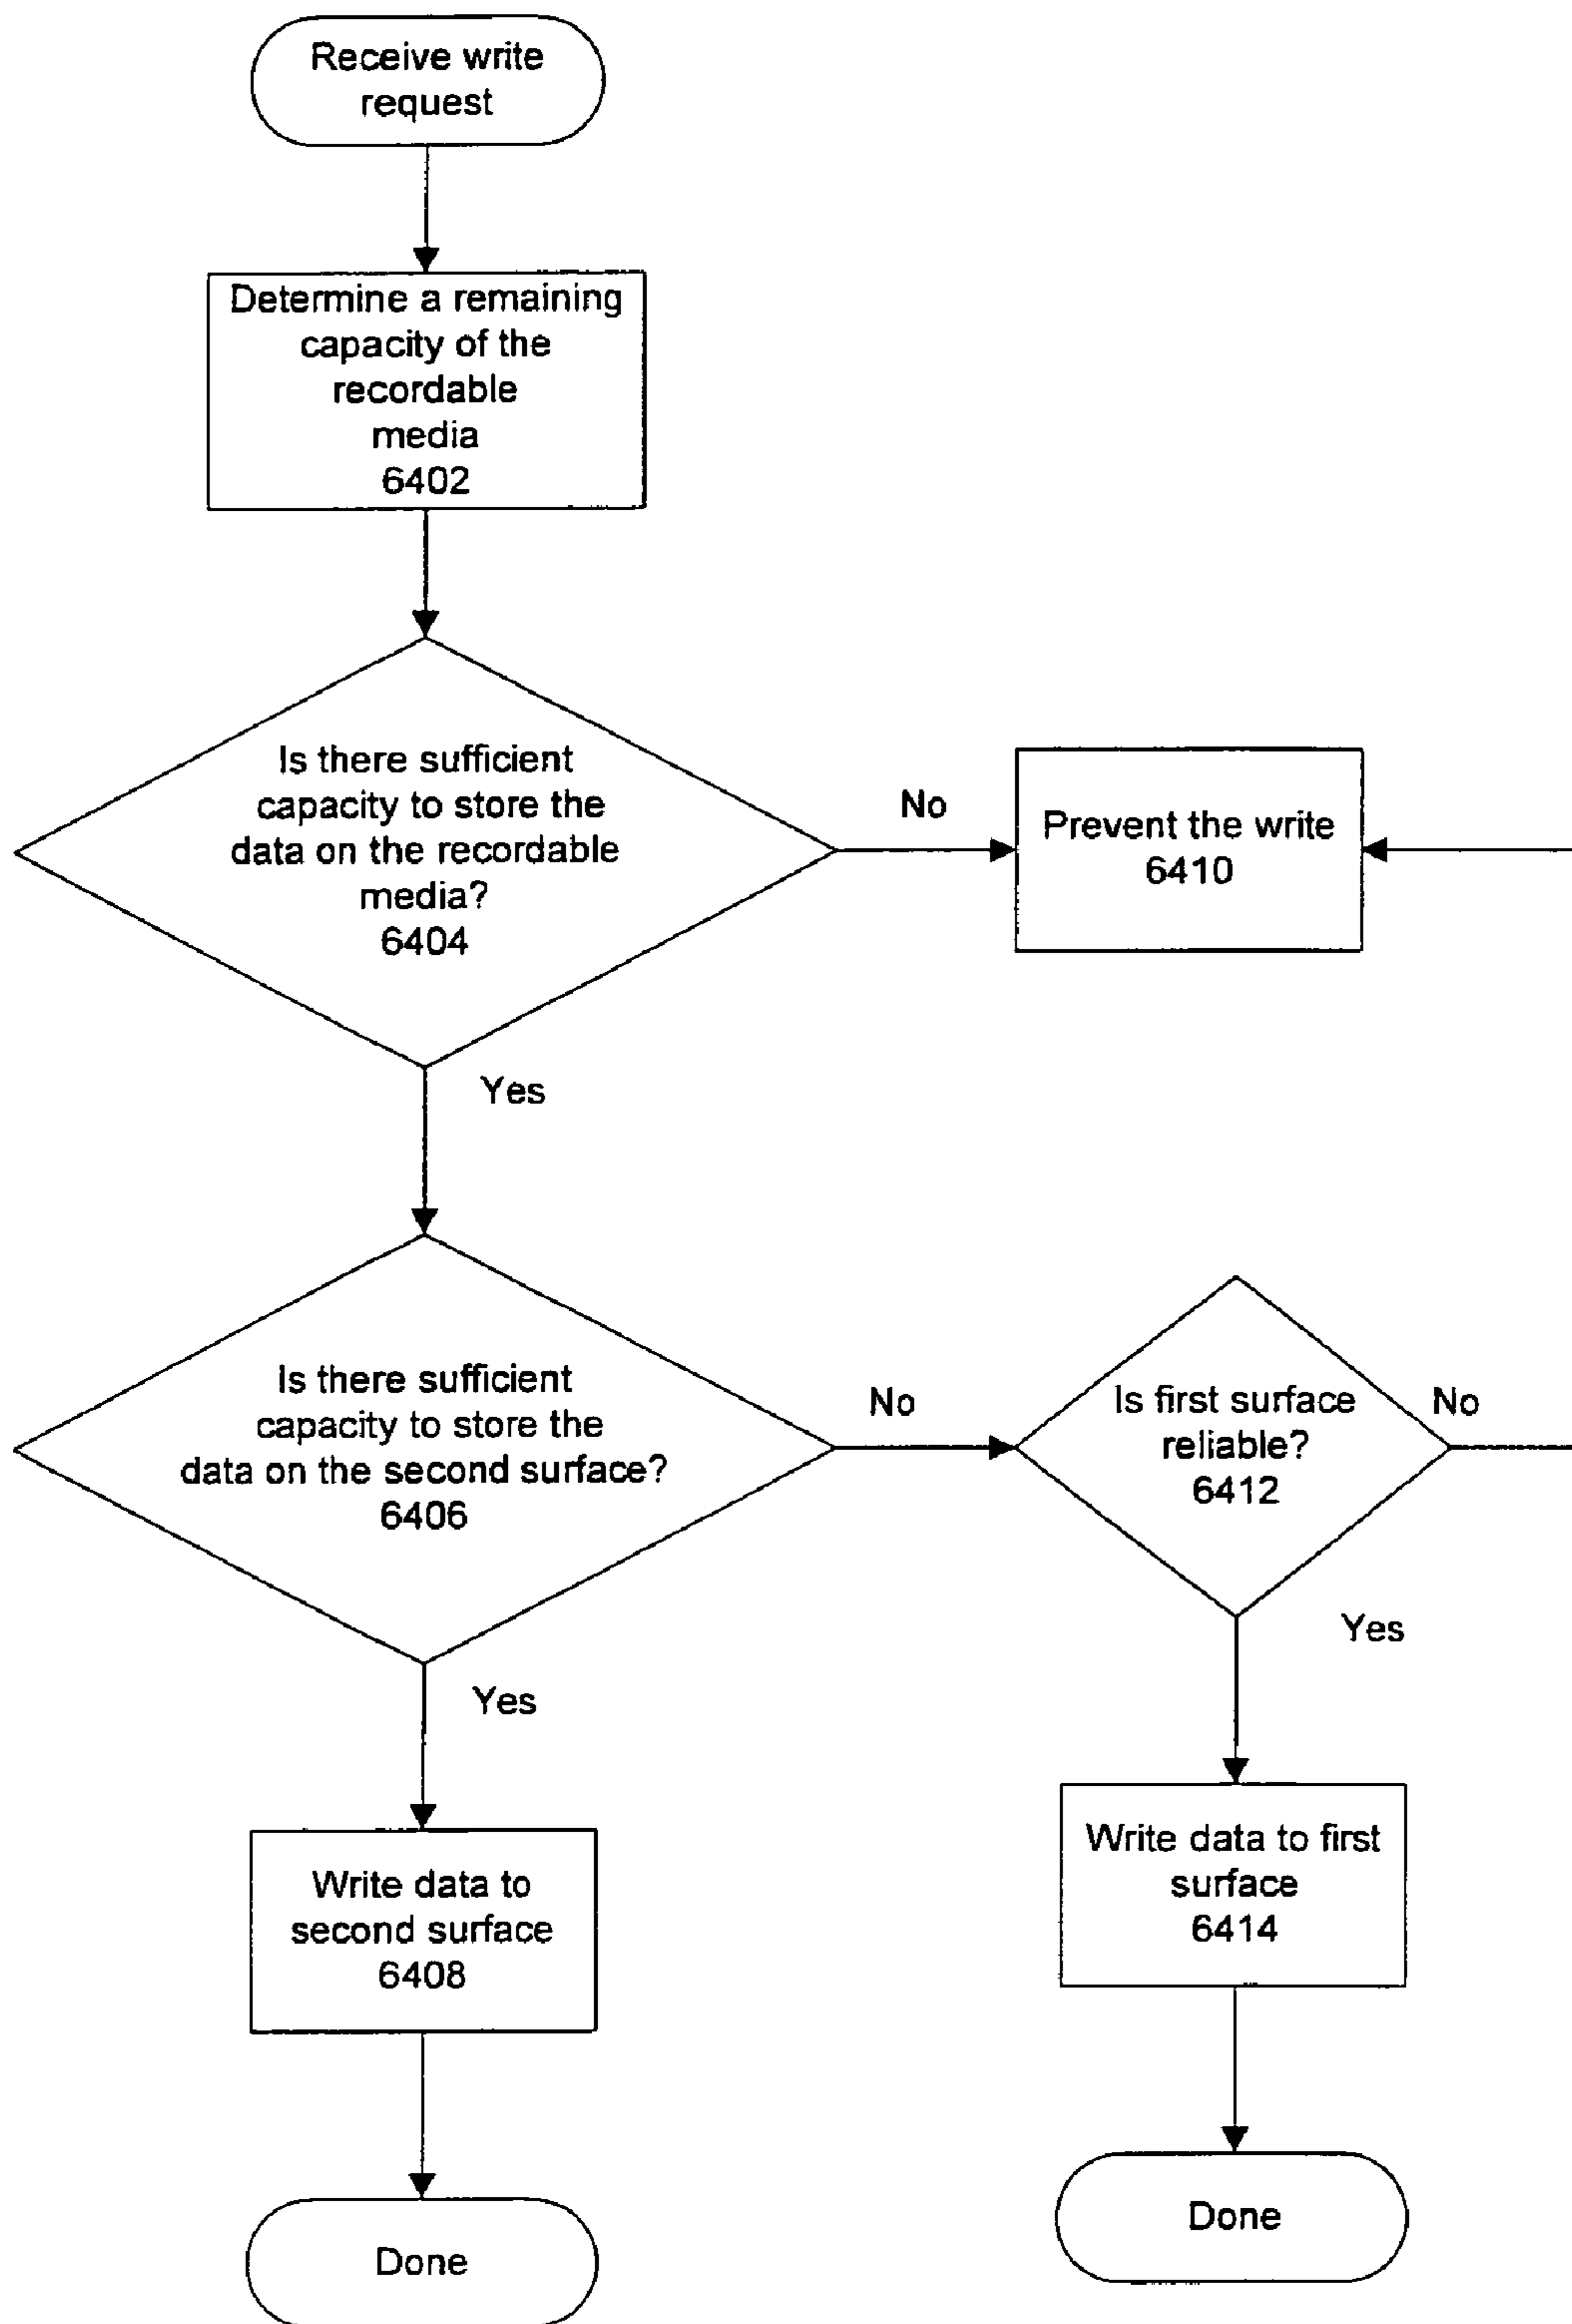 Receive write
request
Determine a remaining
capacity of the
recordable
media
6402
Is there sufficient
capacity to store the
data on the recordable
media?
6404
No
Prevent the write
6410
Yes
Is there sufficient
capacity to store the
data on the second surface?
6406
No
Is first surface
reliable?
6412
No
Yes
Yes
Write data to first
surface
6414
Write data to
second surface
6408
Done
Done